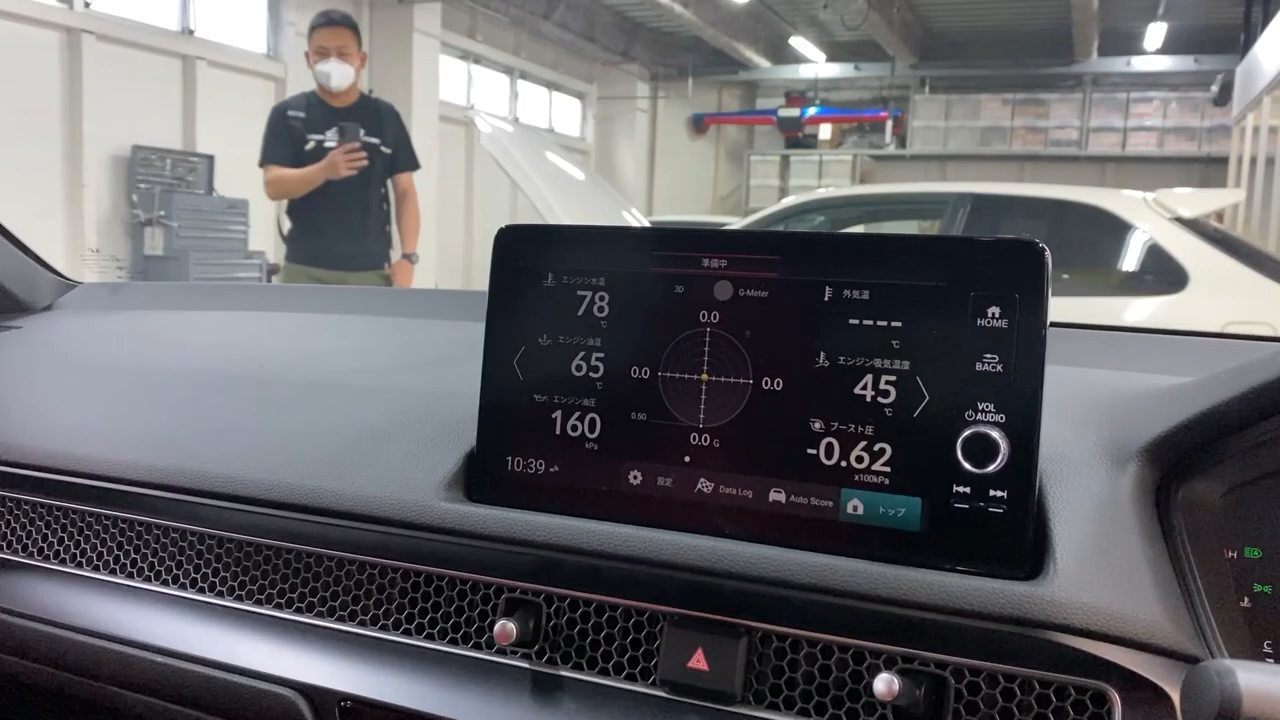 準備中
エンジン水温
78
℃
エンジン油温
65
℃
エンジン油圧
160
kPa
10:39
3D
G-Meter
0.0
0.0
0.0
0.5G
0.0 G
外気温
----
℃
エンジン吸気温度
45
℃
ブースト圧
-0.62
x100kPa
設定
Data Log
Auto Score
トップ
HOME
BACK
VOL
AUDIO
H
A
C